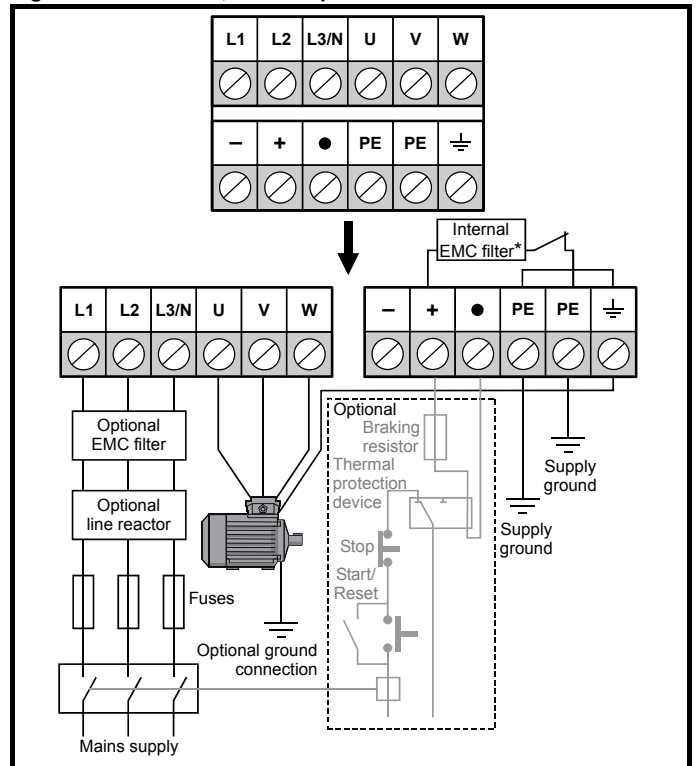 L1 L2 L3/N U V W
− + ● PE PE ⏚
Internal
EMC filter*
L1 L2 L3/N U V W
− + ● PE PE ⏚
Optional
EMC filter
Optional
line reactor
Fuses
Mains supply
Optional ground
connection
Optional
Braking
resistor
Thermal
protection
device
Stop
Start/
Reset
Supply
ground
Supply
ground